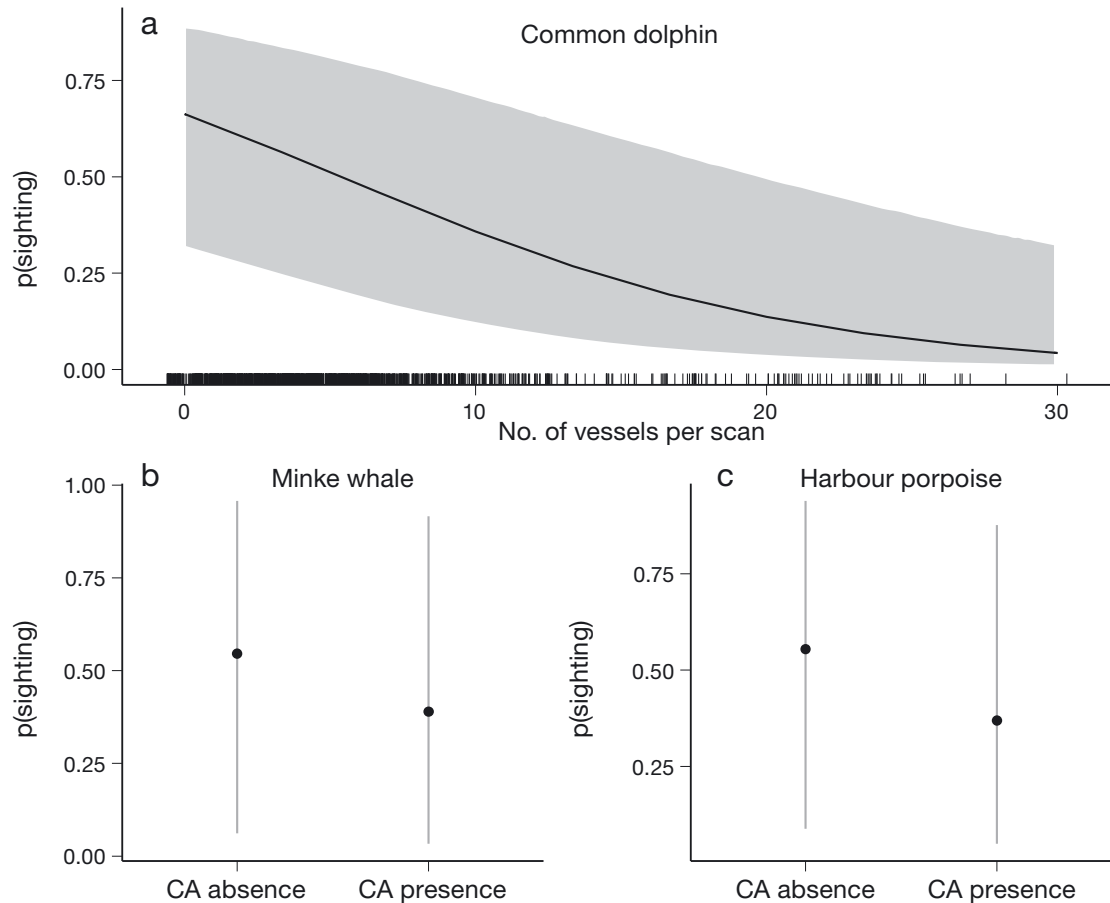 a
Common dolphin
0.75
0.50
0.25
0.00
p(sighting)
0
10
20
30
No. of vessels per scan
b
Minke whale
1.00
0.75
0.50
0.25
0.00
p(sighting)
CA absence
CA presence
c
Harbour porpoise
0.75
0.50
0.25
p(sighting)
CA absence
CA presence